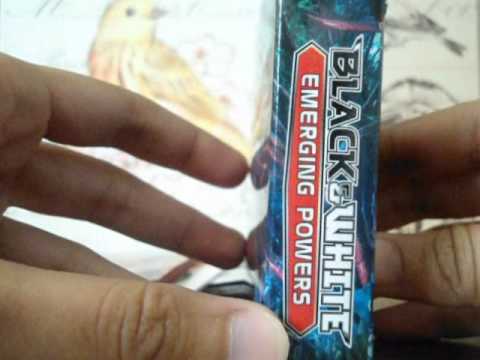 BLACK & WHITE
EMERGING POWERS